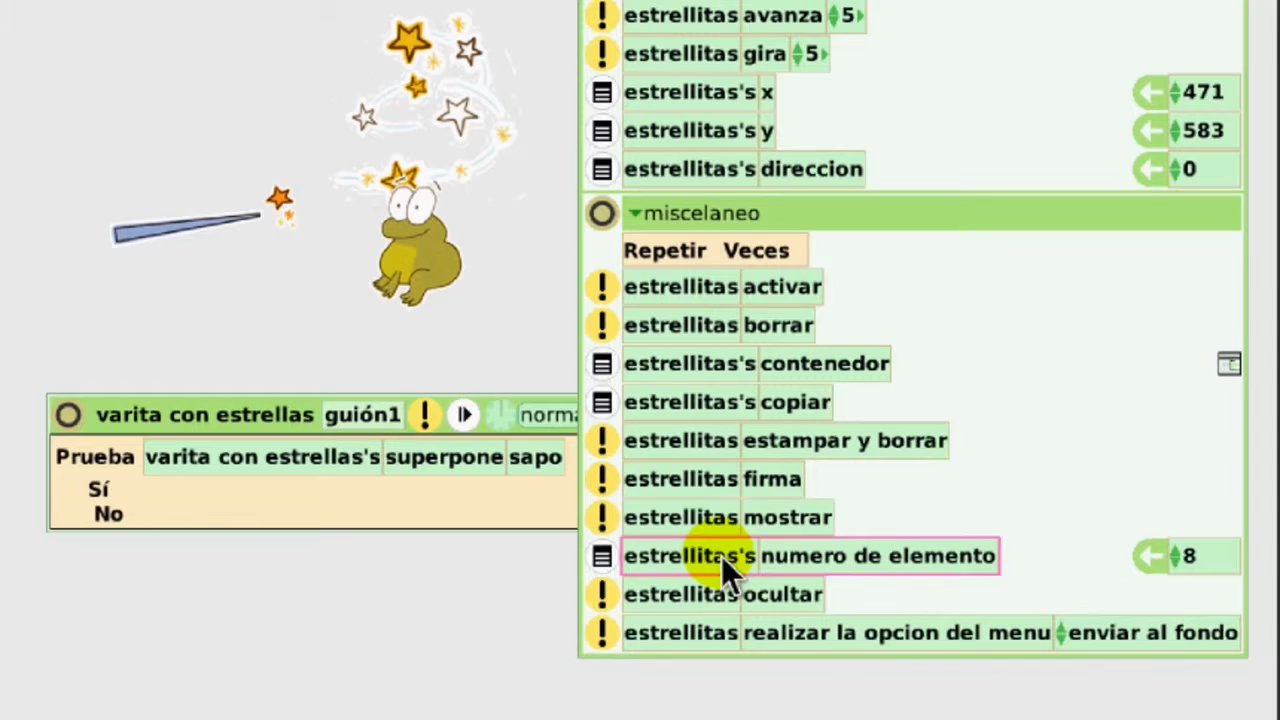 estrellitas avanza 5
estrellitas gira 5
estrellitas's x 471
estrellitas's y 583
estrellitas's direccion 0
miscelaneo
Repetir Veces
! estrellitas activar
! estrellitas borrar
estrellitas's contenedor
estrellitas's copiar
! estrellitas estampar y borrar
! estrellitas firma
! estrellitas mostrar
estrellitas's numero de elemento 8
! estrellitas ocultar
! estrellitas realizar la opcion del menu enviar al fondo
varita con estrellas guión1 ! norma
Prueba varita con estrellas's superpone sapo
Sí
No